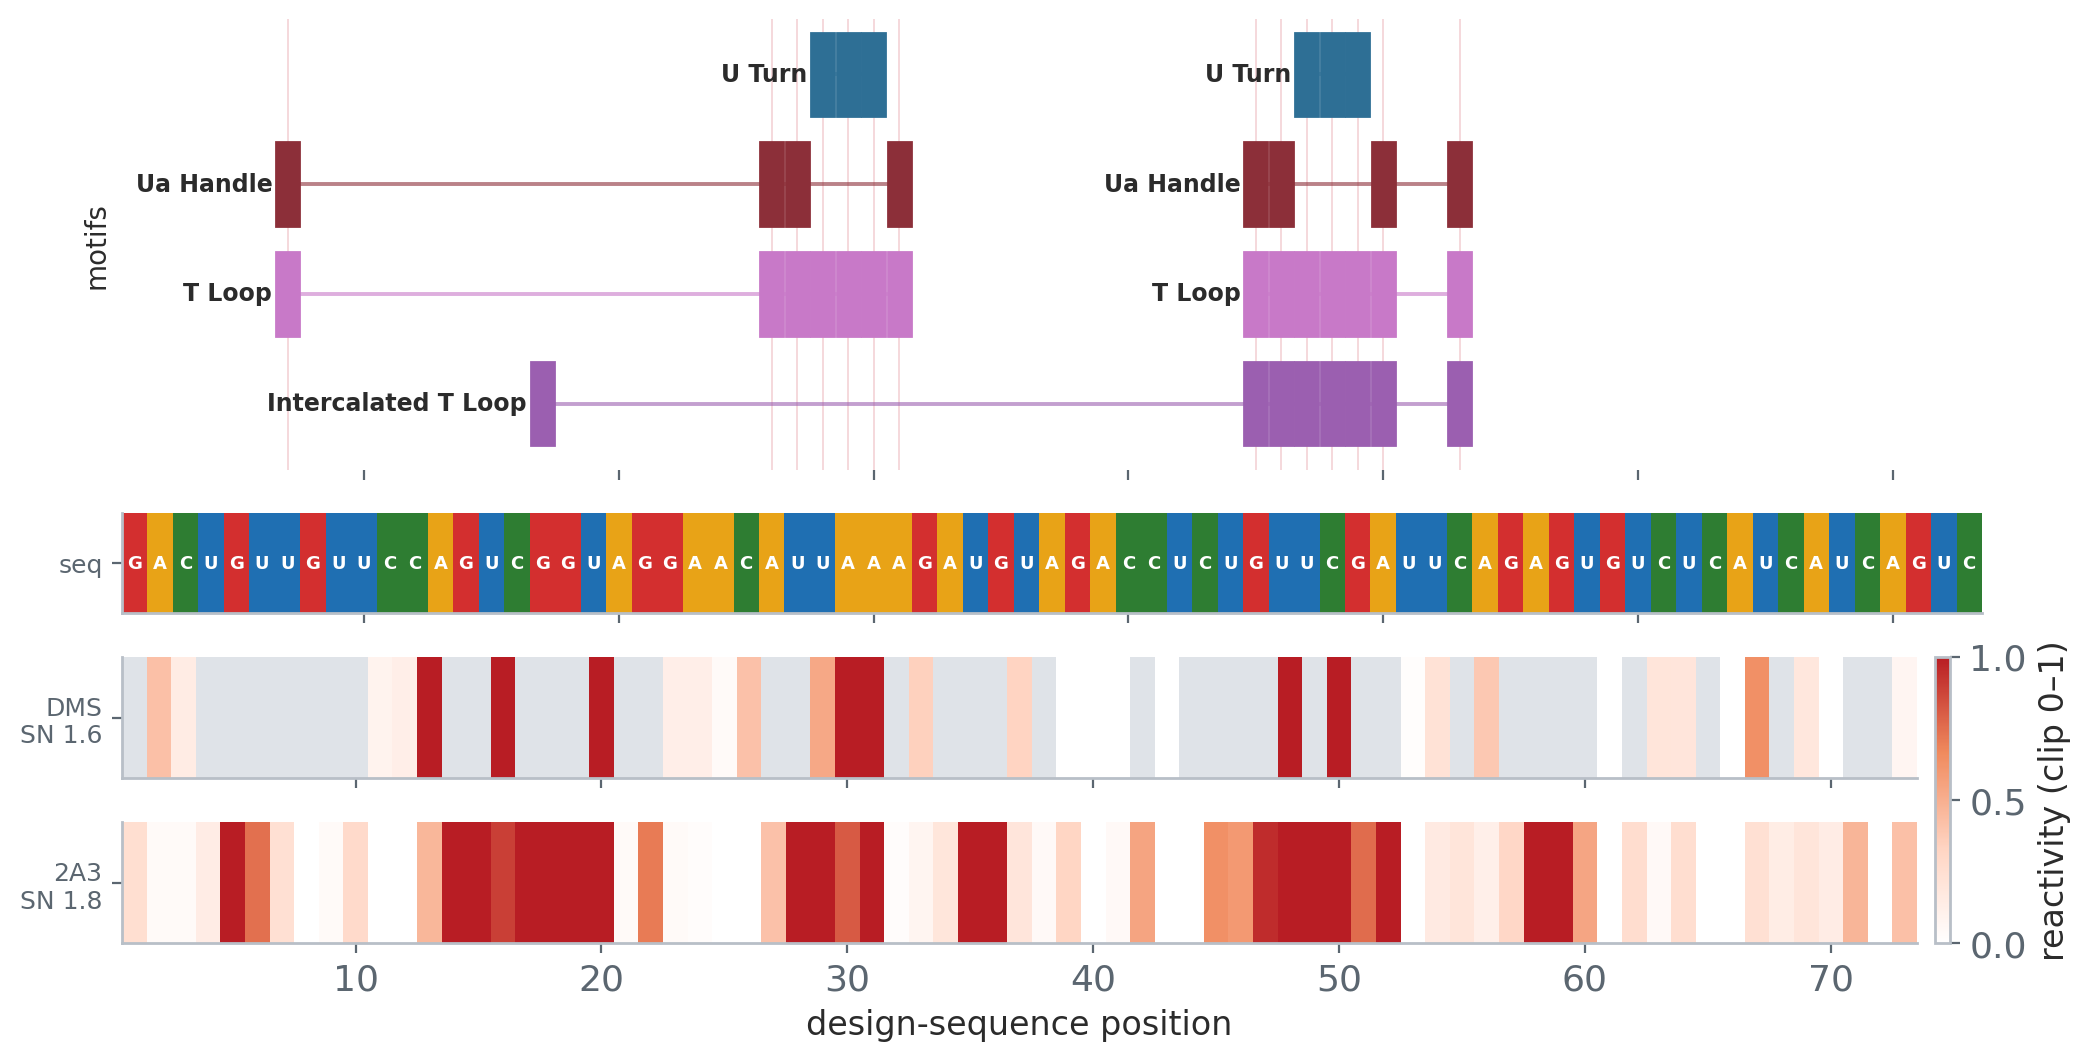 U Turn
U Turn
Ua Handle
Ua Handle
T Loop
T Loop
Intercalated T Loop
motifs
seq
G A C U G U U G U U C C A G U C G G U A G G A A C A U U A A A G A U G U A G A C C U C U G U U C G A U U C A G A G U G U C U C A U C A U C A G U C
DMS
SN 1.6
2A3
SN 1.8
1.0
0.5
0.0
reactivity (clip 0–1)
10 20 30 40 50 60 70
design-sequence position